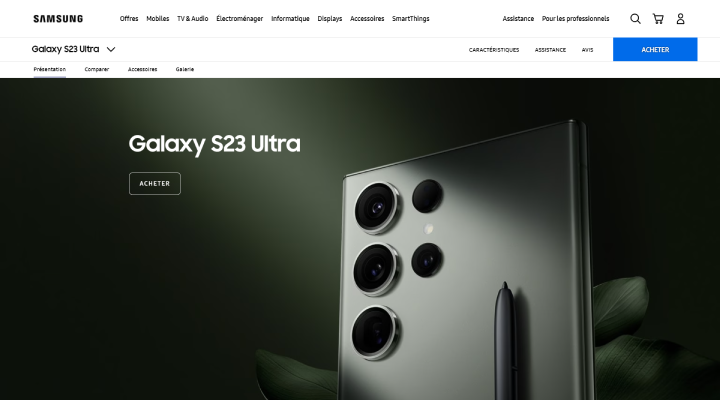 SAMSUNG Offres Mobiles TV & Audio Électroménager Informatique Displays Accessoires SmartThings Assistance Pour les professionnels
Galaxy S23 Ultra CARACTÉRISTIQUES ASSISTANCE AVIS ACHETER
Présentation Comparer Accessoires Galerie
Galaxy S23 Ultra
ACHETER